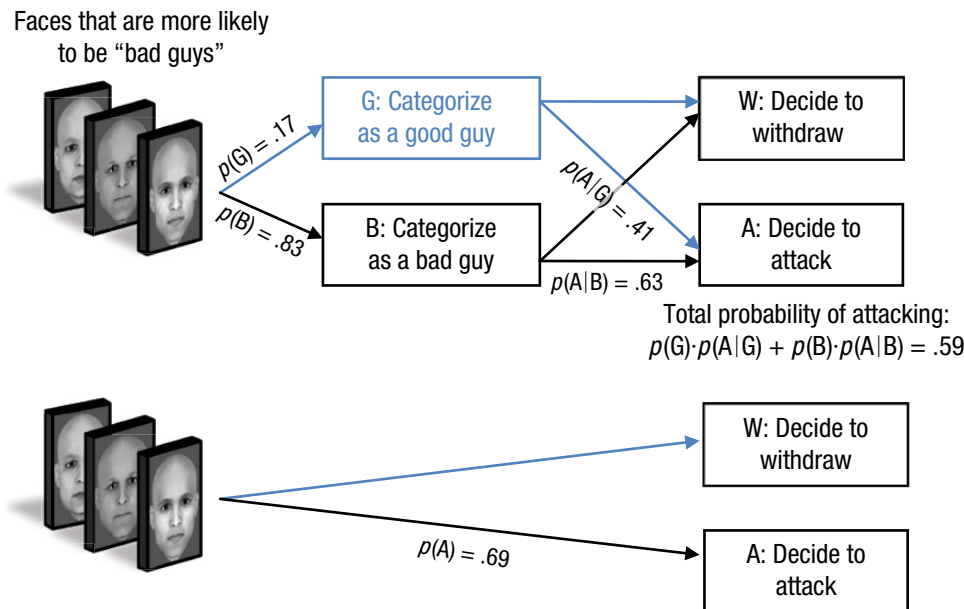 Faces that are more likely
to be “bad guys”
p(G) = .17
p(B) = .83
G: Categorize
as a good guy
B: Categorize
as a bad guy
p(A|G) = .41
p(A|B) = .63
W: Decide to
withdraw
A: Decide to
attack
Total probability of attacking:
p(G)·p(A|G) + p(B)·p(A|B) = .59
p(A) = .69
W: Decide to
withdraw
A: Decide to
attack